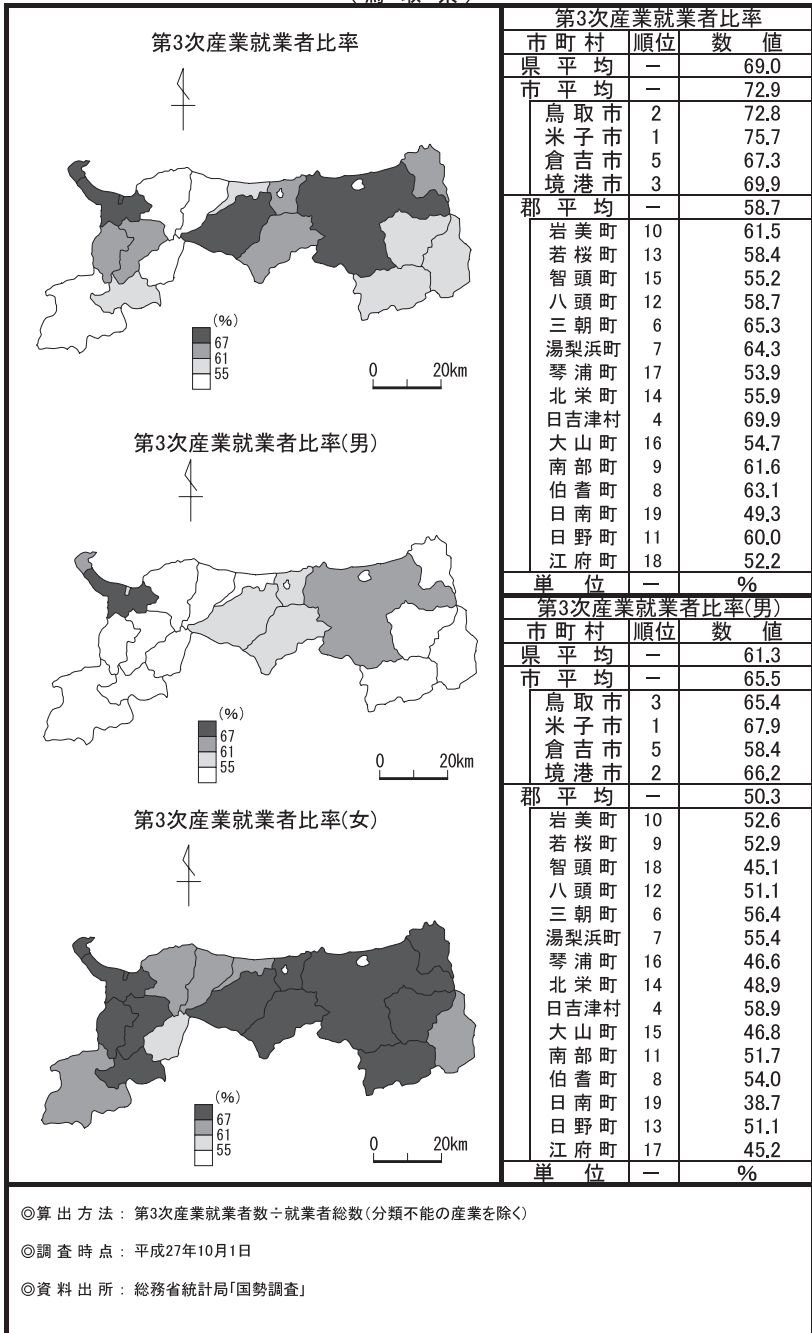 (鳥取県)
第3次産業就業者比率
(%)
67
61
55
0 20km
第3次産業就業者比率(男)
(%)
67
61
55
0 20km
第3次産業就業者比率(女)
(%)
67
61
55
0 20km
第3次産業就業者比率
市町村 順位 数値
県平均 − 69.0
市平均 − 72.9
鳥取市 2 72.8
米子市 1 75.7
倉吉市 5 67.3
境港市 3 69.9
郡平均 − 58.7
岩美町 10 61.5
若桜町 13 58.4
智頭町 15 55.2
八頭町 12 58.7
三朝町 6 65.3
湯梨浜町 7 64.3
琴浦町 17 53.9
北栄町 14 55.9
日吉津村 4 69.9
大山町 16 54.7
南部町 9 61.6
伯耆町 8 63.1
日南町 19 49.3
日野町 11 60.0
江府町 18 52.2
単位 − %
第3次産業就業者比率(男)
市町村 順位 数値
県平均 − 61.3
市平均 − 65.5
鳥取市 3 65.4
米子市 1 67.9
倉吉市 5 58.4
境港市 2 66.2
郡平均 − 50.3
岩美町 10 52.6
若桜町 9 52.9
智頭町 18 45.1
八頭町 12 51.1
三朝町 6 56.4
湯梨浜町 7 55.4
琴浦町 16 46.6
北栄町 14 48.9
日吉津村 4 58.9
大山町 15 46.8
南部町 11 51.7
伯耆町 8 54.0
日南町 19 38.7
日野町 13 51.1
江府町 17 45.2
単位 − %
◎算出方法：第3次産業就業者数÷就業者総数(分類不能の産業を除く)
◎調査時点：平成27年10月1日
◎資料出所：総務省統計局「国勢調査」